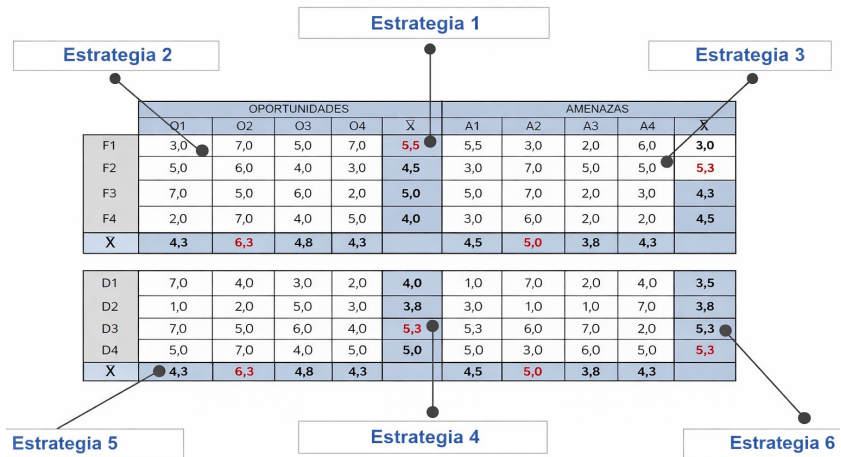 Estrategia 1
Estrategia 2 Estrategia 3
OPORTUNIDADES AMENAZAS
O1 O2 O3 O4 X̅ A1 A2 A3 A4 X̅
F1 3,0 7,0 5,0 7,0 5,5 5,5 3,0 2,0 6,0 3,0
F2 5,0 6,0 4,0 3,0 4,5 3,0 7,0 5,0 5,0 5,3
F3 7,0 5,0 6,0 2,0 5,0 5,0 7,0 2,0 3,0 4,3
F4 2,0 7,0 4,0 5,0 4,0 3,0 6,0 2,0 2,0 4,5
X̅ 4,3 6,3 4,8 4,3 4,5 5,0 3,8 4,3
D1 7,0 4,0 3,0 2,0 4,0 1,0 7,0 2,0 4,0 3,5
D2 1,0 2,0 5,0 3,0 3,8 3,0 1,0 1,0 7,0 3,8
D3 7,0 5,0 6,0 4,0 5,3 5,3 6,0 7,0 2,0 5,3
D4 5,0 7,0 4,0 5,0 5,0 5,0 3,0 6,0 5,0 5,3
X̅ 4,3 6,3 4,8 4,3 4,5 5,0 3,8 4,3
Estrategia 5 Estrategia 4 Estrategia 6